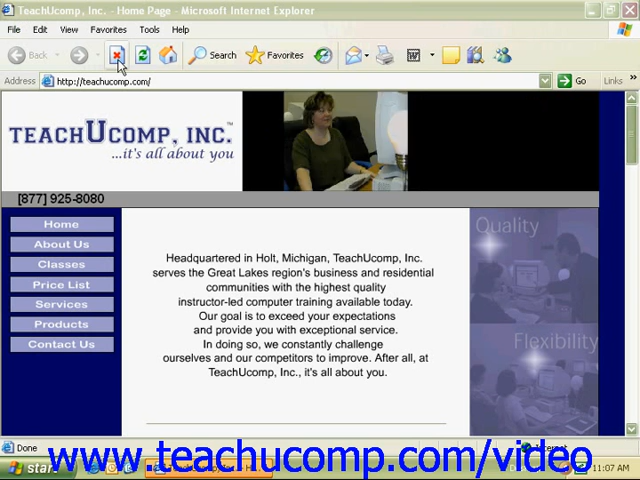 TeachUcomp, Inc. - Home Page - Microsoft Internet Explorer
File Edit View Favorites Tools Help
Back Search Favorites
Address http://teachucomp.com/ Go Links »
TEACHUCOMP, INC.™
...it's all about you
[877] 925-8080
Home
About Us
Classes
Price List
Services
Products
Contact Us
Headquartered in Holt, Michigan, TeachUcomp, Inc.
serves the Great Lakes region's business and residential
communities with the highest quality
instructor-led computer training available today.
Our goal is to exceed your expectations
and provide you with exceptional service.
In doing so, we constantly challenge
ourselves and our competitors to improve. After all, at
TeachUcomp, Inc., it's all about you.
Quality
Flexibility
Done Internet
www.teachucomp.com/video
start 11:07 AM